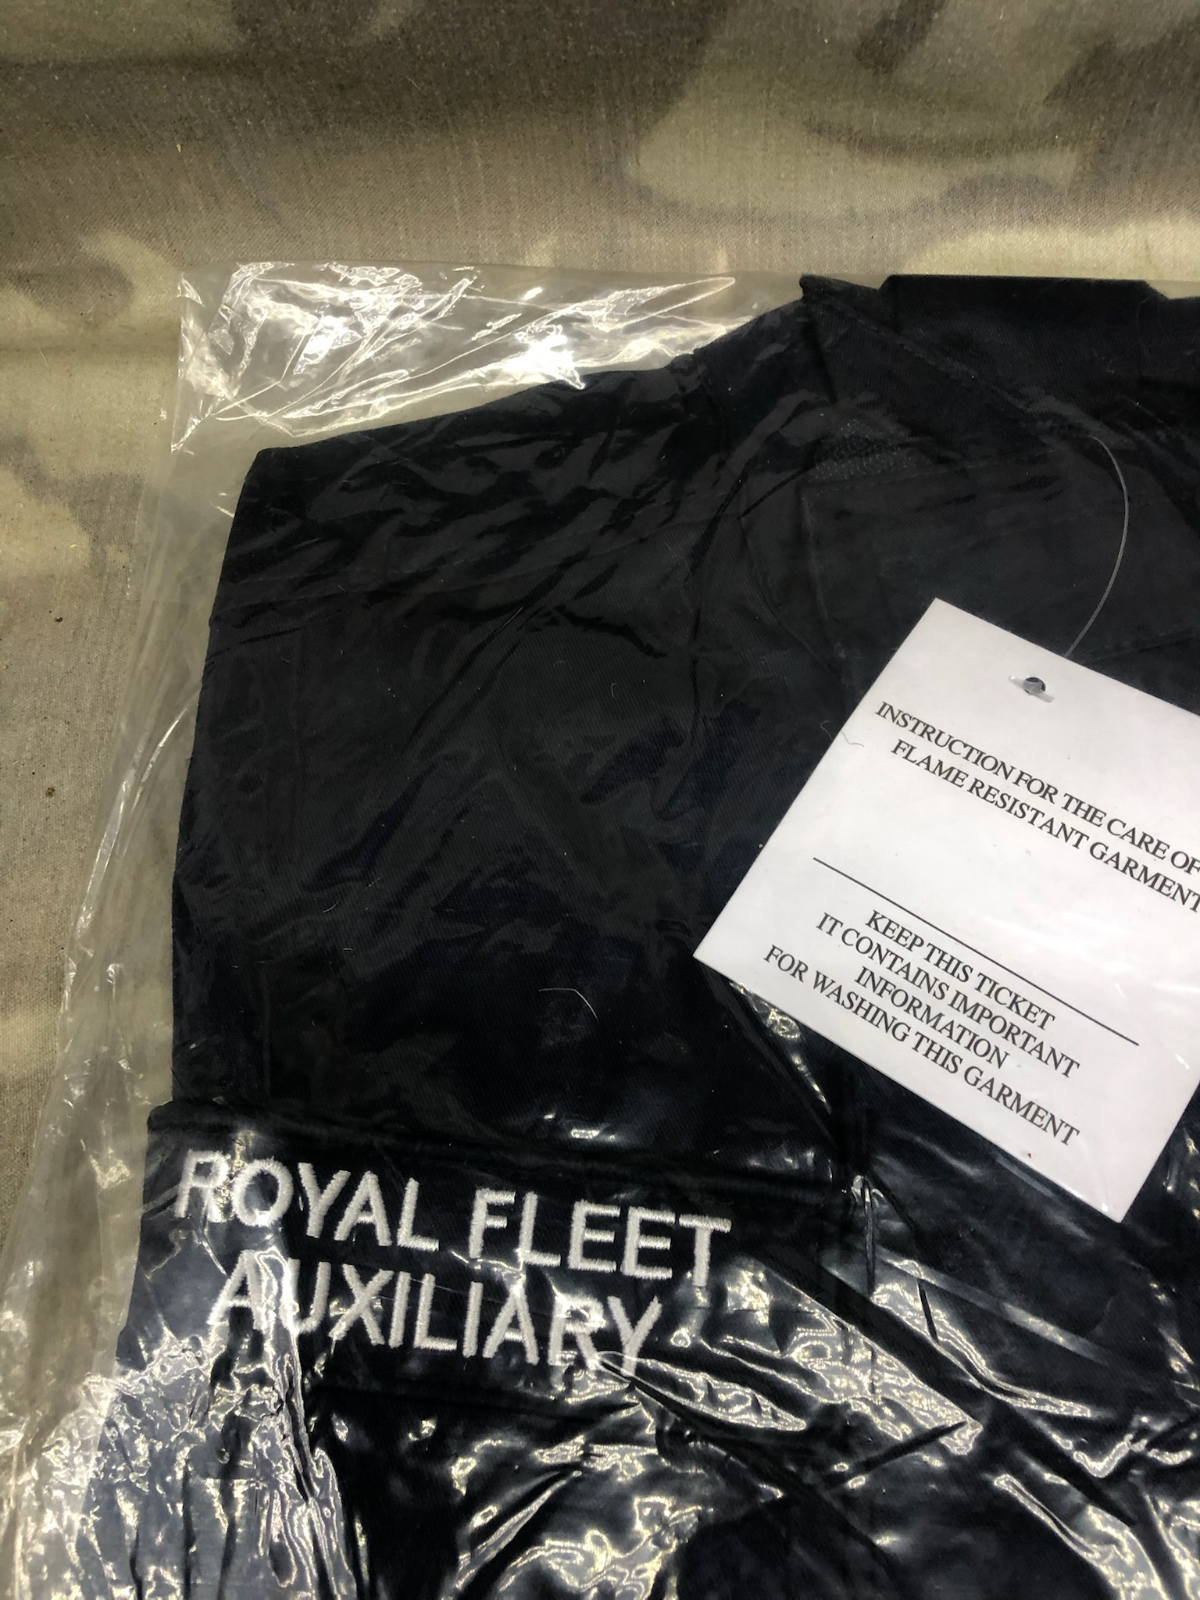 INSTRUCTION FOR THE CARE OF
FLAME RESISTANT GARMENT
KEEP THIS TICKET
IT CONTAINS IMPORTANT
INFORMATION
FOR WASHING THIS GARMENT
ROYAL FLEET
AUXILIARY